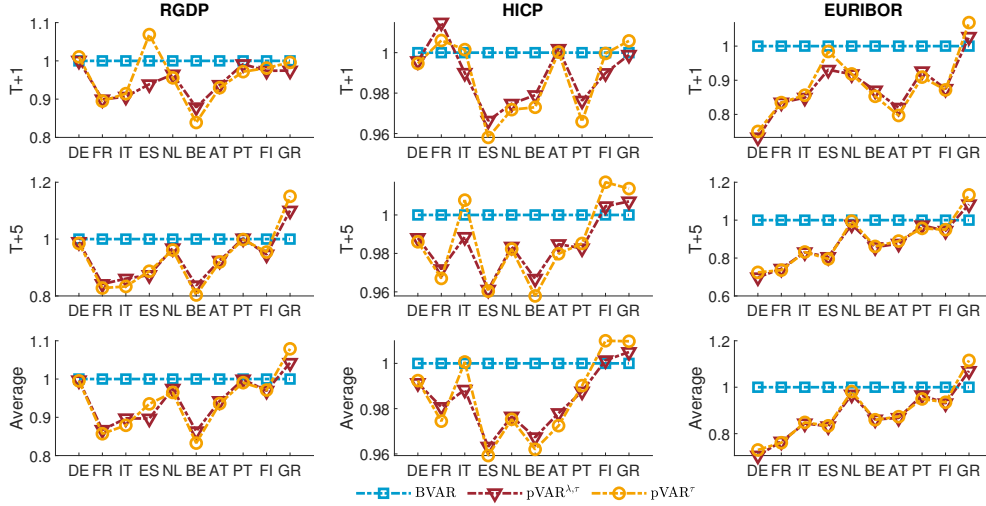 RGDP HICP EURIBOR
T+1 1.1 1 0.9 0.8
DE FR IT ES NL BE AT PT FI GR
T+1 1 0.98 0.96
DE FR IT ES NL BE AT PT FI GR
T+1 1.1 1 0.9 0.8
DE FR IT ES NL BE AT PT FI GR
T+5 1.2 1 0.8
DE FR IT ES NL BE AT PT FI GR
T+5 1 0.98 0.96
DE FR IT ES NL BE AT PT FI GR
T+5 1.2 1 0.8 0.6
DE FR IT ES NL BE AT PT FI GR
Average 1.1 1 0.9 0.8
DE FR IT ES NL BE AT PT FI GR
Average 1 0.98 0.96
DE FR IT ES NL BE AT PT FI GR
Average 1 0.8
DE FR IT ES NL BE AT PT FI GR
BVAR pVAR^λ,τ pVAR^τ